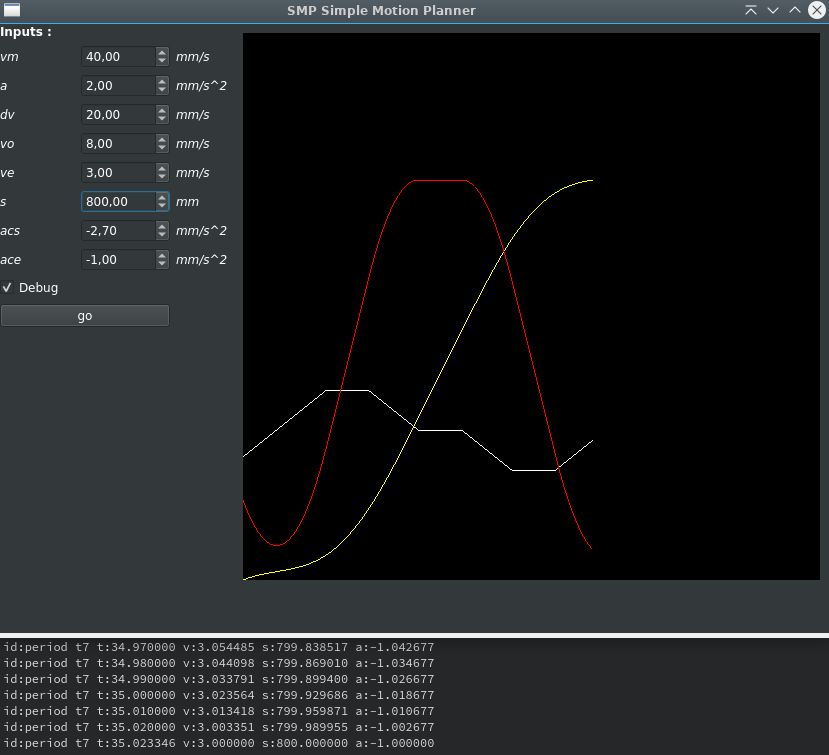 SMP Simple Motion Planner
Inputs :
vm 40,00 mm/s
a 2,00 mm/s^2
dv 20,00 mm/s
vo 8,00 mm/s
ve 3,00 mm/s
s 800,00 mm
acs -2,70 mm/s^2
ace -1,00 mm/s^2
Debug
go
id:period t7 t:34.970000 v:3.054485 s:799.838517 a:-1.042677
id:period t7 t:34.980000 v:3.044098 s:799.869010 a:-1.034677
id:period t7 t:34.990000 v:3.033791 s:799.899400 a:-1.026677
id:period t7 t:35.000000 v:3.023564 s:799.929686 a:-1.018677
id:period t7 t:35.010000 v:3.013418 s:799.959871 a:-1.010677
id:period t7 t:35.020000 v:3.003351 s:799.989955 a:-1.002677
id:period t7 t:35.023346 v:3.000000 s:800.000000 a:-1.000000